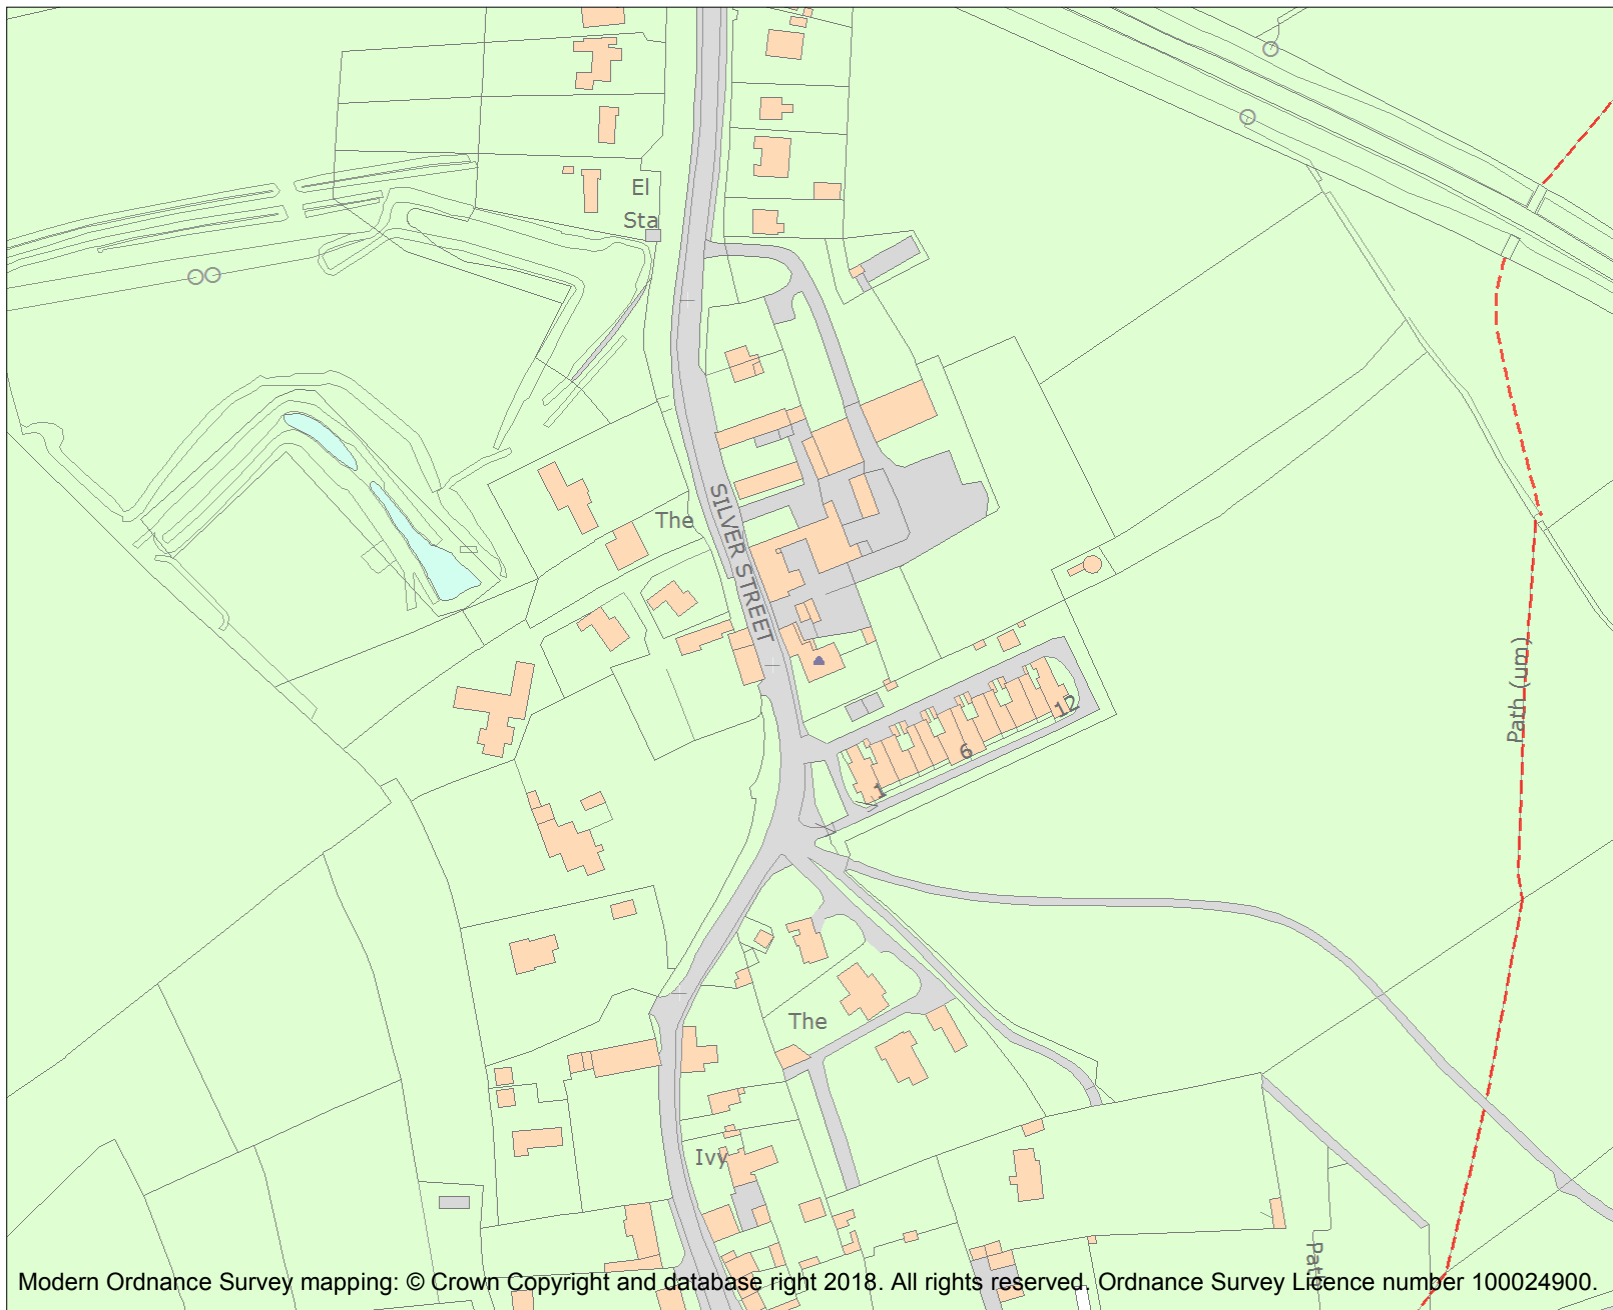 El
Sta
The
SILVER STREET
12
6
1
Path (um)
The
Ivy
Path
Modern Ordnance Survey mapping: © Crown Copyright and database right 2018. All rights reserved. Ordnance Survey Licence number 100024900.